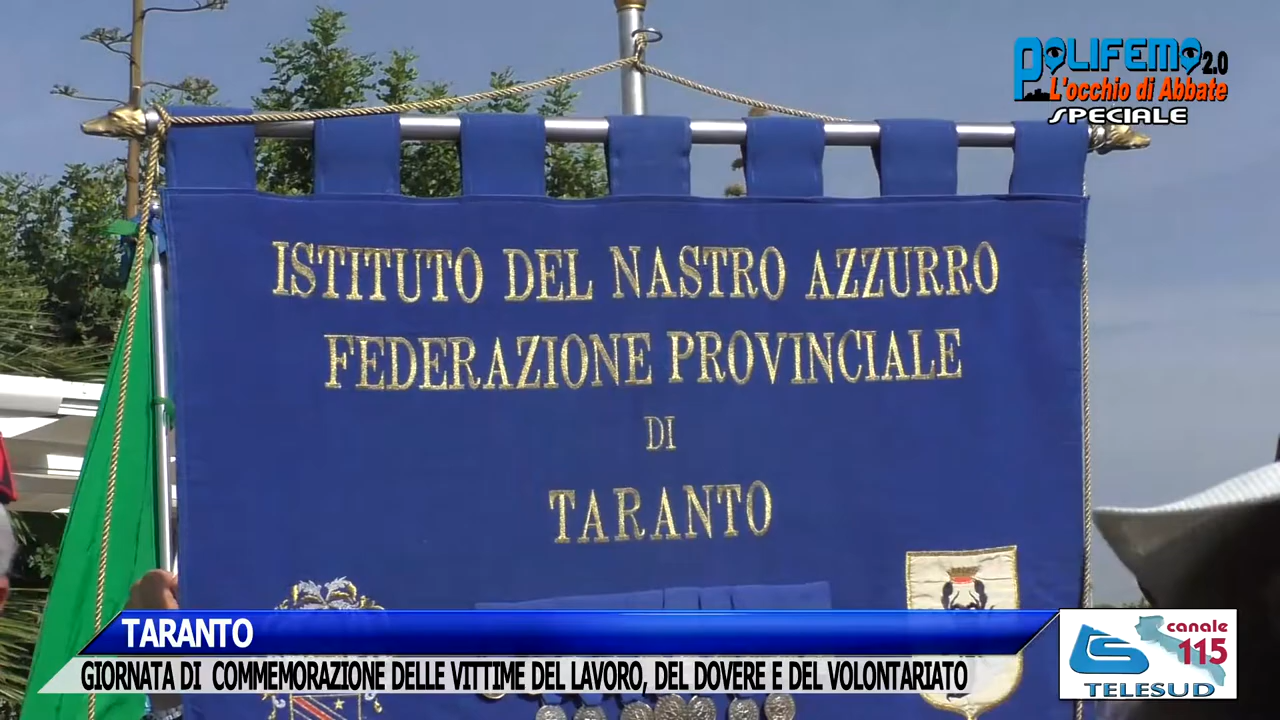 POLIFEMO 2.0
L'occhio di Abbate
SPECIALE
ISTITUTO DEL NASTRO AZZURRO
FEDERAZIONE PROVINCIALE
DI
TARANTO
TARANTO
GIORNATA DI COMMEMORAZIONE DELLE VITTIME DEL LAVORO, DEL DOVERE E DEL VOLONTARIATO
canale
115
TELESUD